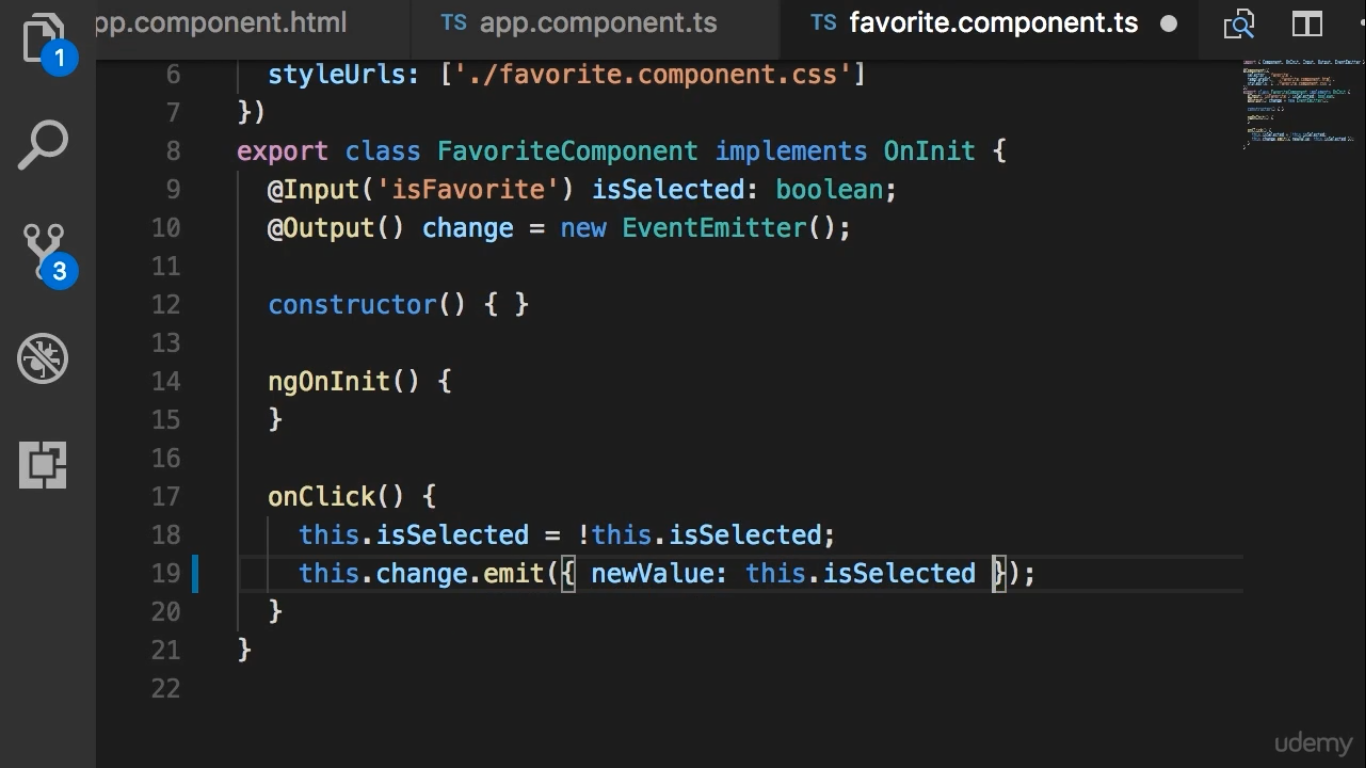 pp.component.html
TS app.component.ts
TS favorite.component.ts
1
3
6 styleUrls: ['./favorite.component.css']
7 })
8 export class FavoriteComponent implements OnInit {
9 @Input('isFavorite') isSelected: boolean;
10 @Output() change = new EventEmitter();
11
12 constructor() { }
13
14 ngOnInit() {
15 }
16
17 onClick() {
18 this.isSelected = !this.isSelected;
19 this.change.emit({ newValue: this.isSelected });
20 }
21 }
22
udemy